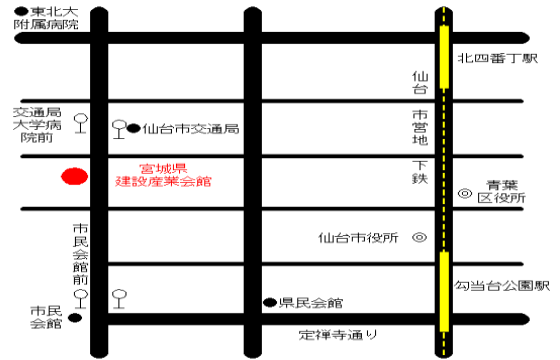 東北大
附属病院
北四番丁駅
仙台
市営地
下鉄
交通局
大学病
院前
仙台市交通局
宮城県
建設産業会館
青葉
区役所
市民会館前
仙台市役所
勾当台公園駅
県民会館
市民
会館
定禅寺通り